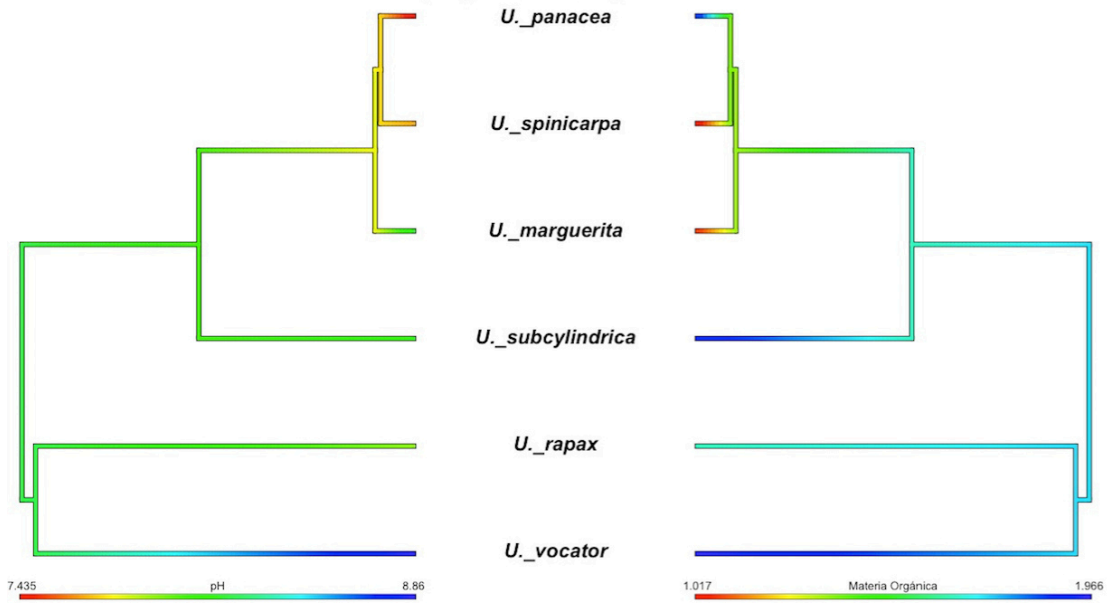 U._panacea
U._spinicarpa
U._marguerita
U._subcylindrica
U._rapax
U._vocator
7.435 pH 8.86
1.017 Materia Orgánica 1.966